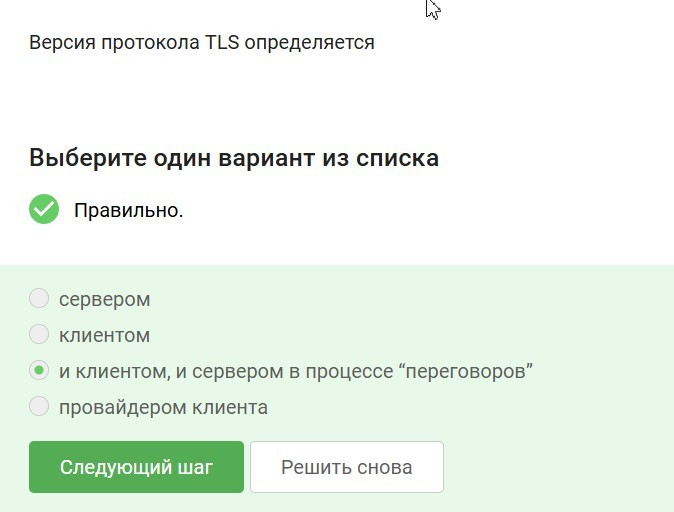 Версия протокола TLS определяется
Выберите один вариант из списка
Правильно.
сервером
клиентом
и клиентом, и сервером в процессе “переговоров”
провайдером клиента
Следующий шаг
Решить снова